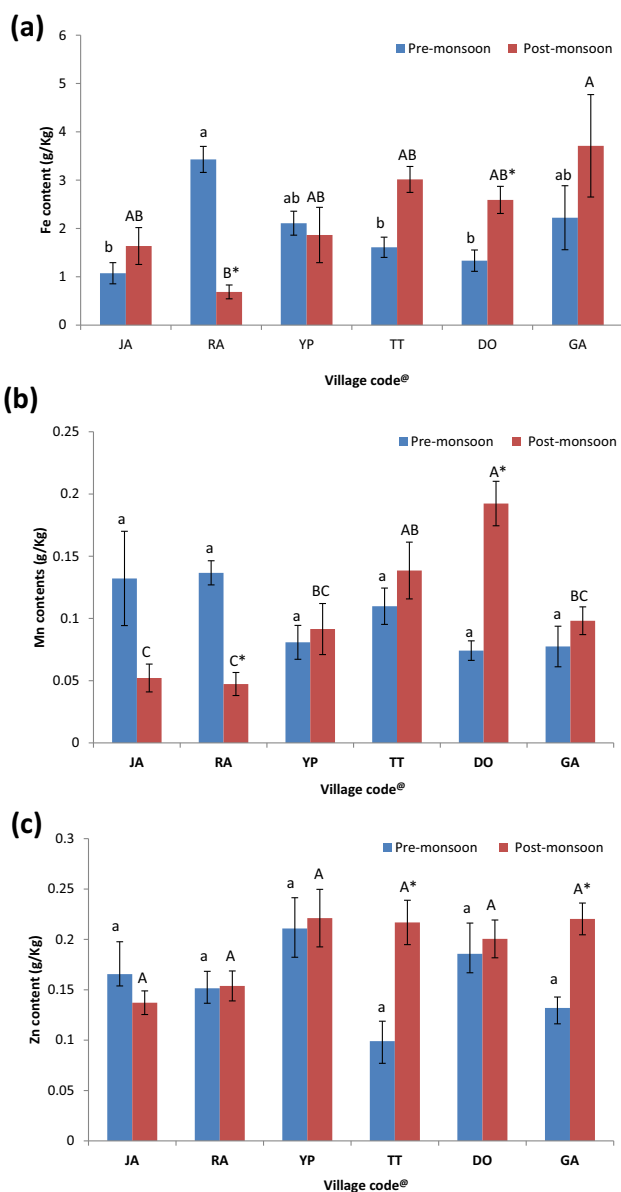 (a)
Pre-monsoon Post-monsoon
Fe content (g/Kg)
6
5
4
3
2
1
0
b AB a B* ab AB b AB b AB* ab A
JA RA YP TT DO GA
Village code@
(b)
Pre-monsoon Post-monsoon
Mn contents (g/Kg)
0.25
0.2
0.15
0.1
0.05
0
a C a C* a BC a AB a A* a BC
JA RA YP TT DO GA
Village code@
(c)
Pre-monsoon Post-monsoon
Zn content (g/Kg)
0.3
0.25
0.2
0.15
0.1
0.05
0
a A a A a A a A* a A a A*
JA RA YP TT DO GA
Village code@